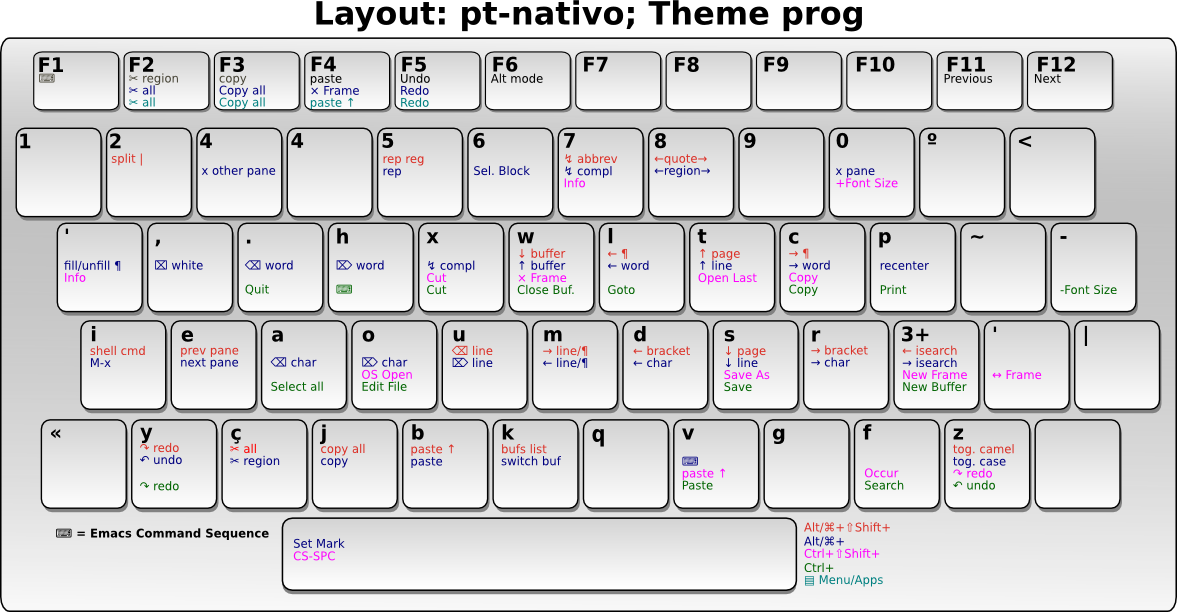 Layout: pt-nativo; Theme prog
F1
⌨
F2
✂ region
✂ all
✂ all
F3
copy
Copy all
Copy all
F4
paste
× Frame
paste ↑
F5
Undo
Redo
Redo
F6
Alt mode
F7
F8
F9
F10
F11
Previous
F12
Next
1
2
split |
4
x other pane
4
5
rep reg
rep
6
Sel. Block
7
↯ abbrev
↯ compl
Info
8
←quote→
←region→
9
0
x pane
+Font Size
º
<
'
fill/unfill ¶
Info
,
⌧ white
.
⌫ word
Quit
h
⌦ word
⌨
x
↯ compl
Cut
Cut
w
↓ buffer
↑ buffer
× Frame
Close Buf.
l
← ¶
← word
Goto
t
↑ page
↑ line
Open Last
c
→ ¶
→ word
Copy
Copy
p
recenter
Print
~
-
-Font Size
i
shell cmd
M-x
e
prev pane
next pane
a
⌫ char
Select all
o
⌦ char
OS Open
Edit File
u
⌫ line
⌦ line
m
→ line/¶
← line/¶
d
← bracket
← char
s
↓ page
↓ line
Save As
Save
r
→ bracket
→ char
3+
← isearch
→ isearch
New Frame
New Buffer
'
↔ Frame
|
«
y
↷ redo
↶ undo
↷ redo
ç
✂ all
✂ region
j
copy all
copy
b
paste ↑
paste
k
bufs list
switch buf
q
v
⌨
paste ↑
Paste
g
f
Occur
Search
z
tog. camel
tog. case
↷ redo
↶ undo
⌨ = Emacs Command Sequence
Set Mark
CS-SPC
Alt/⌘+⇧Shift+
Alt/⌘+
Ctrl+⇧Shift+
Ctrl+
▤ Menu/Apps